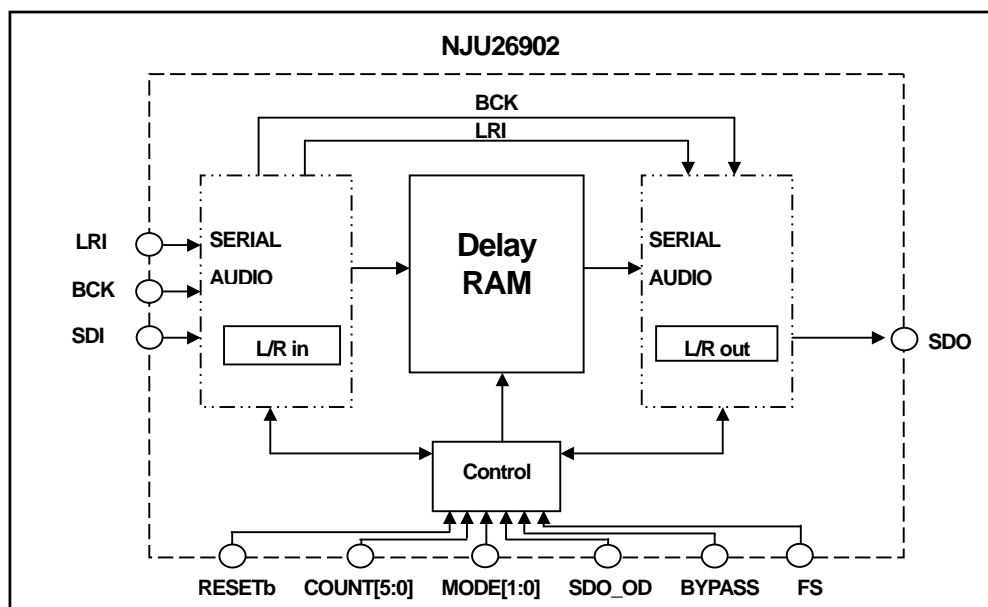 NJU26902
BCK
LRI
LRI
BCK
SDI
SERIAL
AUDIO
L/R in
Delay
RAM
SERIAL
AUDIO
L/R out
SDO
Control
RESETb
COUNT[5:0]
MODE[1:0]
SDO_OD
BYPASS
FS